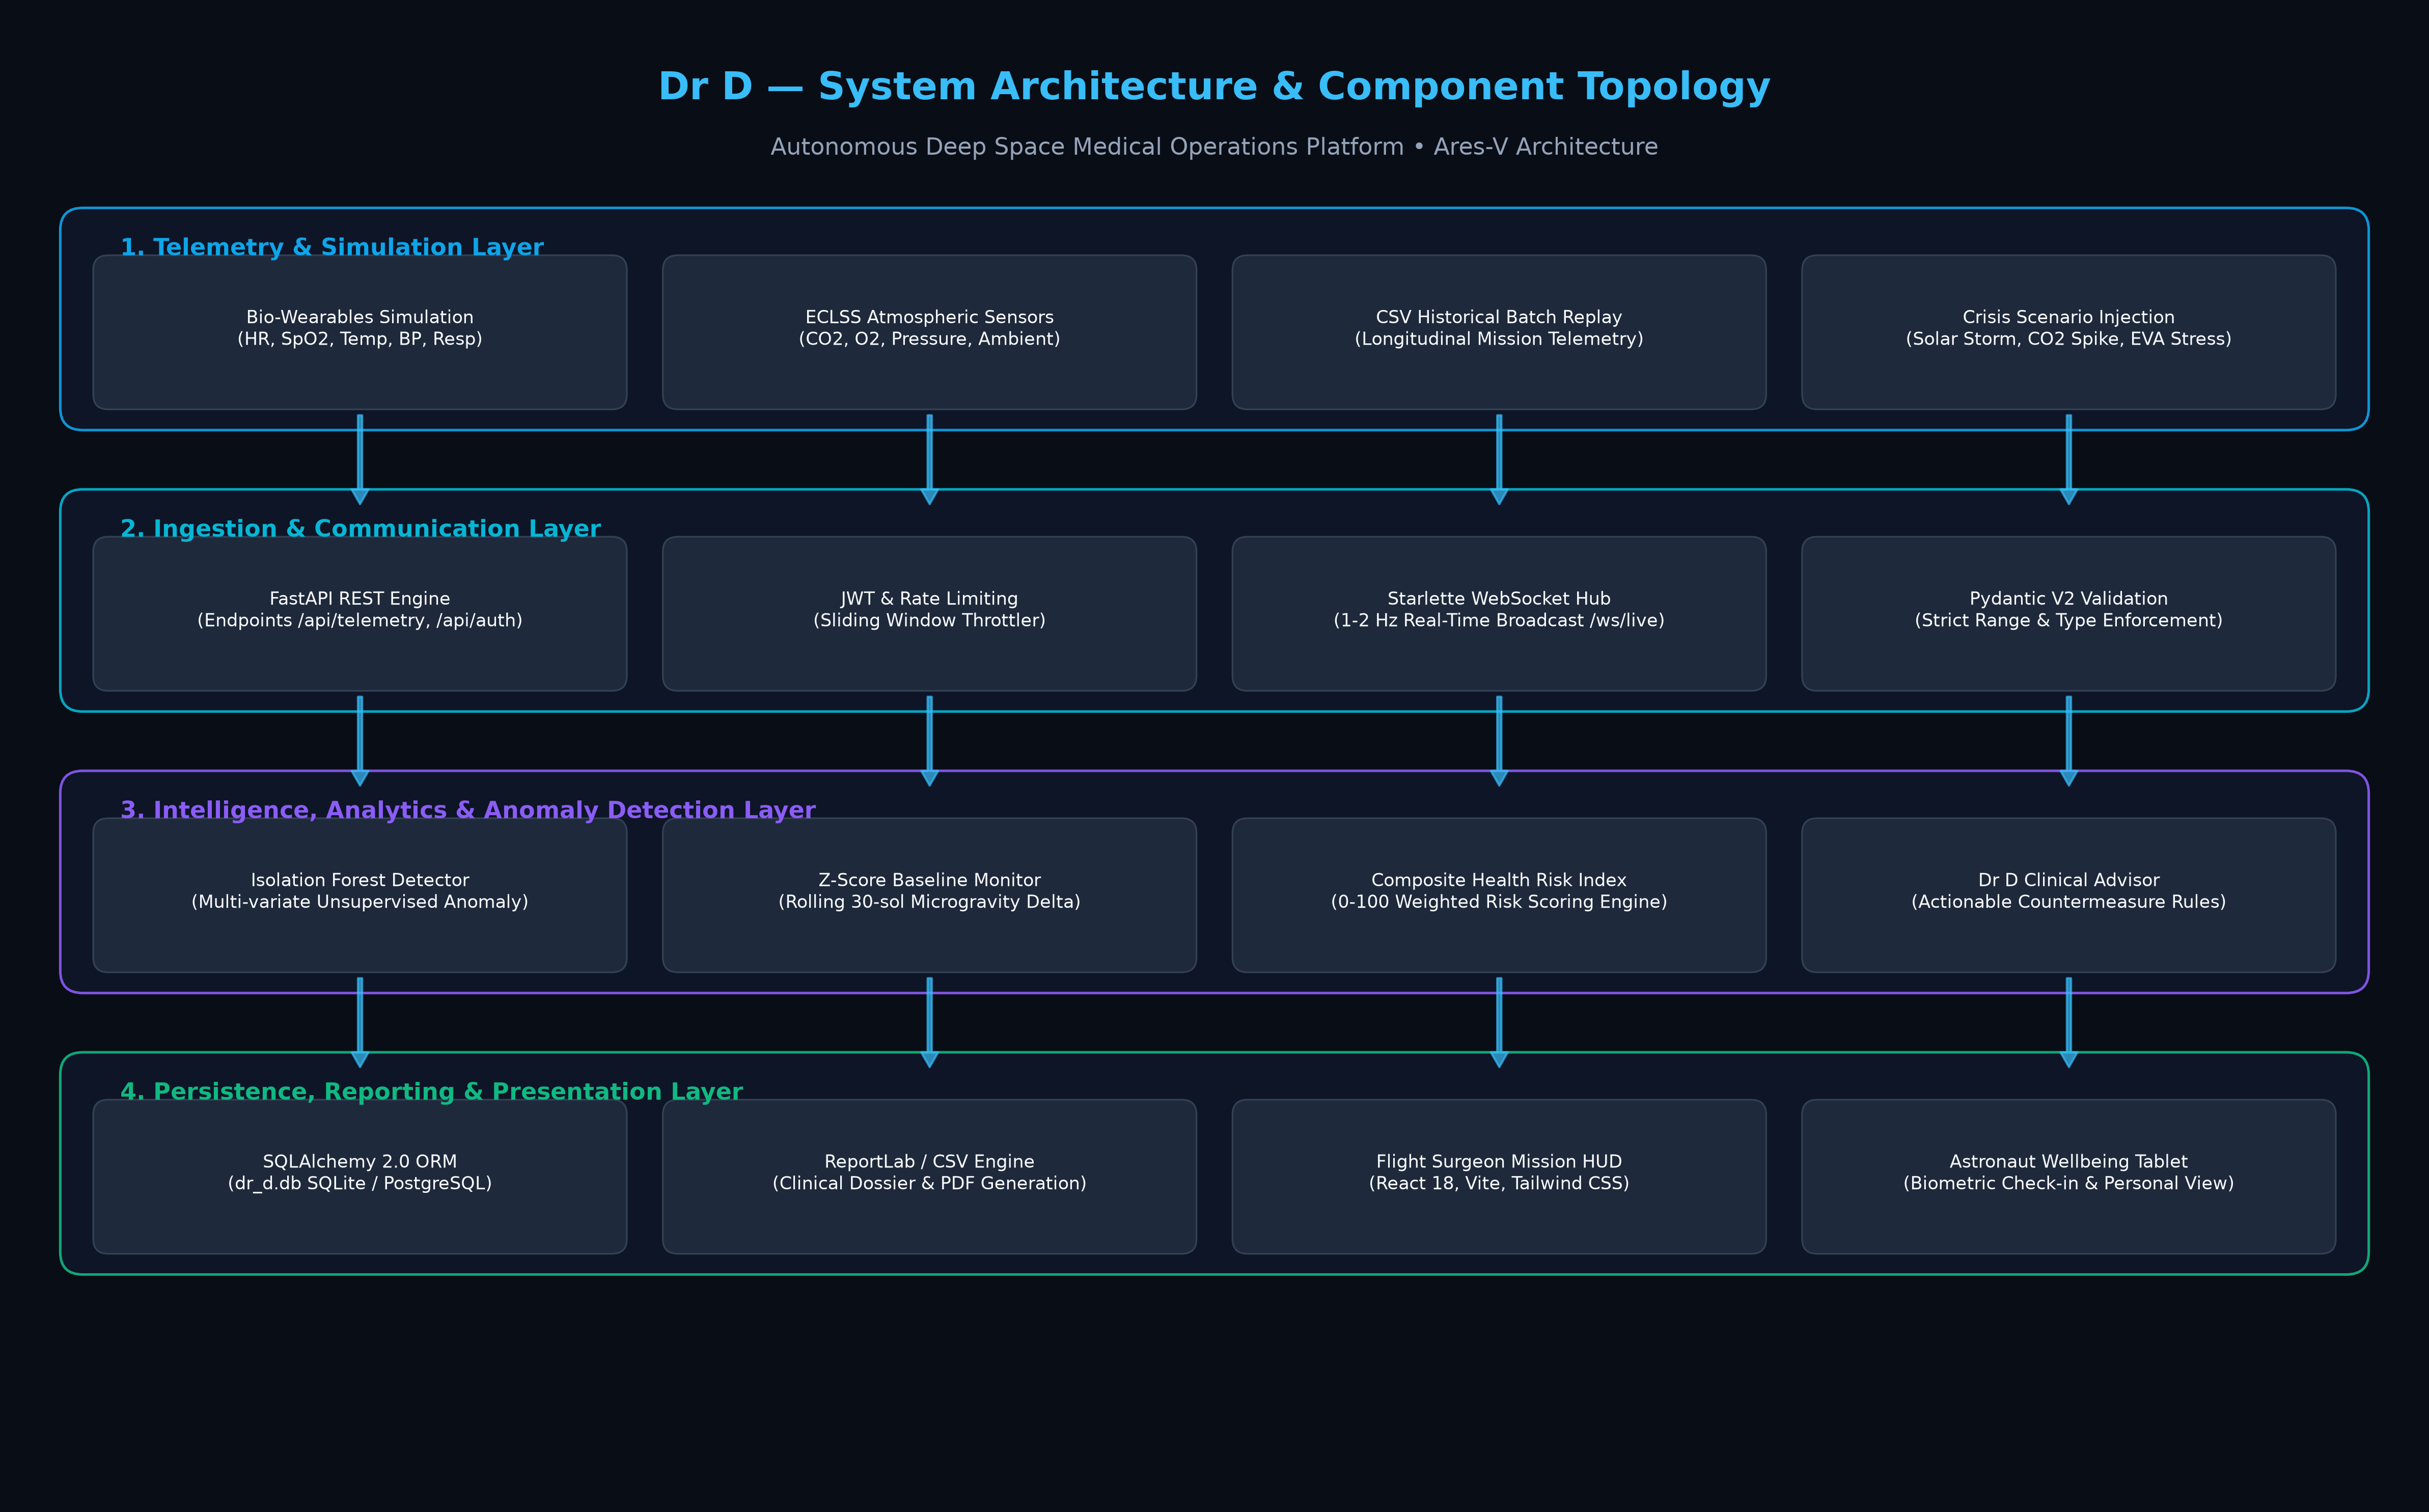 Dr D — System Architecture & Component Topology
Autonomous Deep Space Medical Operations Platform • Ares-V Architecture
1. Telemetry & Simulation Layer
Bio-Wearables Simulation
(HR, SpO2, Temp, BP, Resp)
ECLSS Atmospheric Sensors
(CO2, O2, Pressure, Ambient)
CSV Historical Batch Replay
(Longitudinal Mission Telemetry)
Crisis Scenario Injection
(Solar Storm, CO2 Spike, EVA Stress)
2. Ingestion & Communication Layer
FastAPI REST Engine
(Endpoints /api/telemetry, /api/auth)
JWT & Rate Limiting
(Sliding Window Throttler)
Starlette WebSocket Hub
(1-2 Hz Real-Time Broadcast /ws/live)
Pydantic V2 Validation
(Strict Range & Type Enforcement)
3. Intelligence, Analytics & Anomaly Detection Layer
Isolation Forest Detector
(Multi-variate Unsupervised Anomaly)
Z-Score Baseline Monitor
(Rolling 30-sol Microgravity Delta)
Composite Health Risk Index
(0-100 Weighted Risk Scoring Engine)
Dr D Clinical Advisor
(Actionable Countermeasure Rules)
4. Persistence, Reporting & Presentation Layer
SQLAlchemy 2.0 ORM
(dr_d.db SQLite / PostgreSQL)
ReportLab / CSV Engine
(Clinical Dossier & PDF Generation)
Flight Surgeon Mission HUD
(React 18, Vite, Tailwind CSS)
Astronaut Wellbeing Tablet
(Biometric Check-in & Personal View)